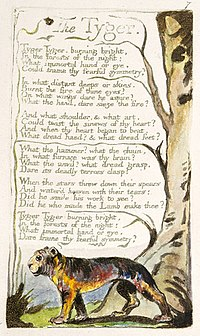 The Tyger.
Tyger Tyger, burning bright,
In the forests of the night;
What immortal hand or eye,
Could frame thy fearful symmetry?
In what distant deeps or skies,
Burnt the fire of thine eyes?
On what wings dare he aspire?
What the hand, dare sieze the fire?
And what shoulder, & what art,
Could twist the sinews of thy heart?
And when thy heart began to beat,
What dread hand? & what dread feet?
What the hammer? what the chain,
In what furnace was thy brain?
What the anvil? what dread grasp,
Dare its deadly terrors clasp!
When the stars threw down their spears
And water'd heaven with their tears:
Did he smile his work to see?
Did he who made the Lamb make thee?
Tyger Tyger burning bright,
In the forests of the night:
What immortal hand or eye,
Dare frame thy fearful symmetry?